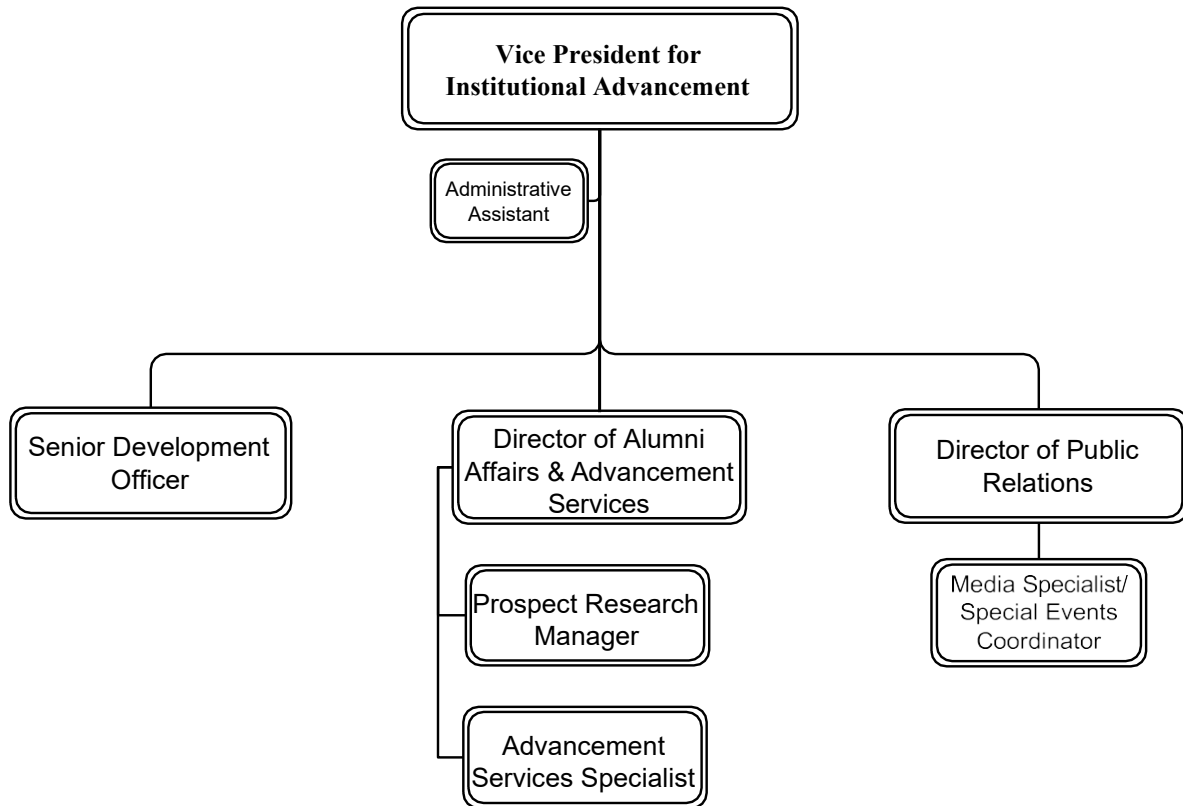 Vice President for
Institutional Advancement
Administrative
Assistant
Senior Development
Officer
Director of Alumni
Affairs & Advancement
Services
Director of Public
Relations
Prospect Research
Manager
Media Specialist/
Special Events
Coordinator
Advancement
Services Specialist